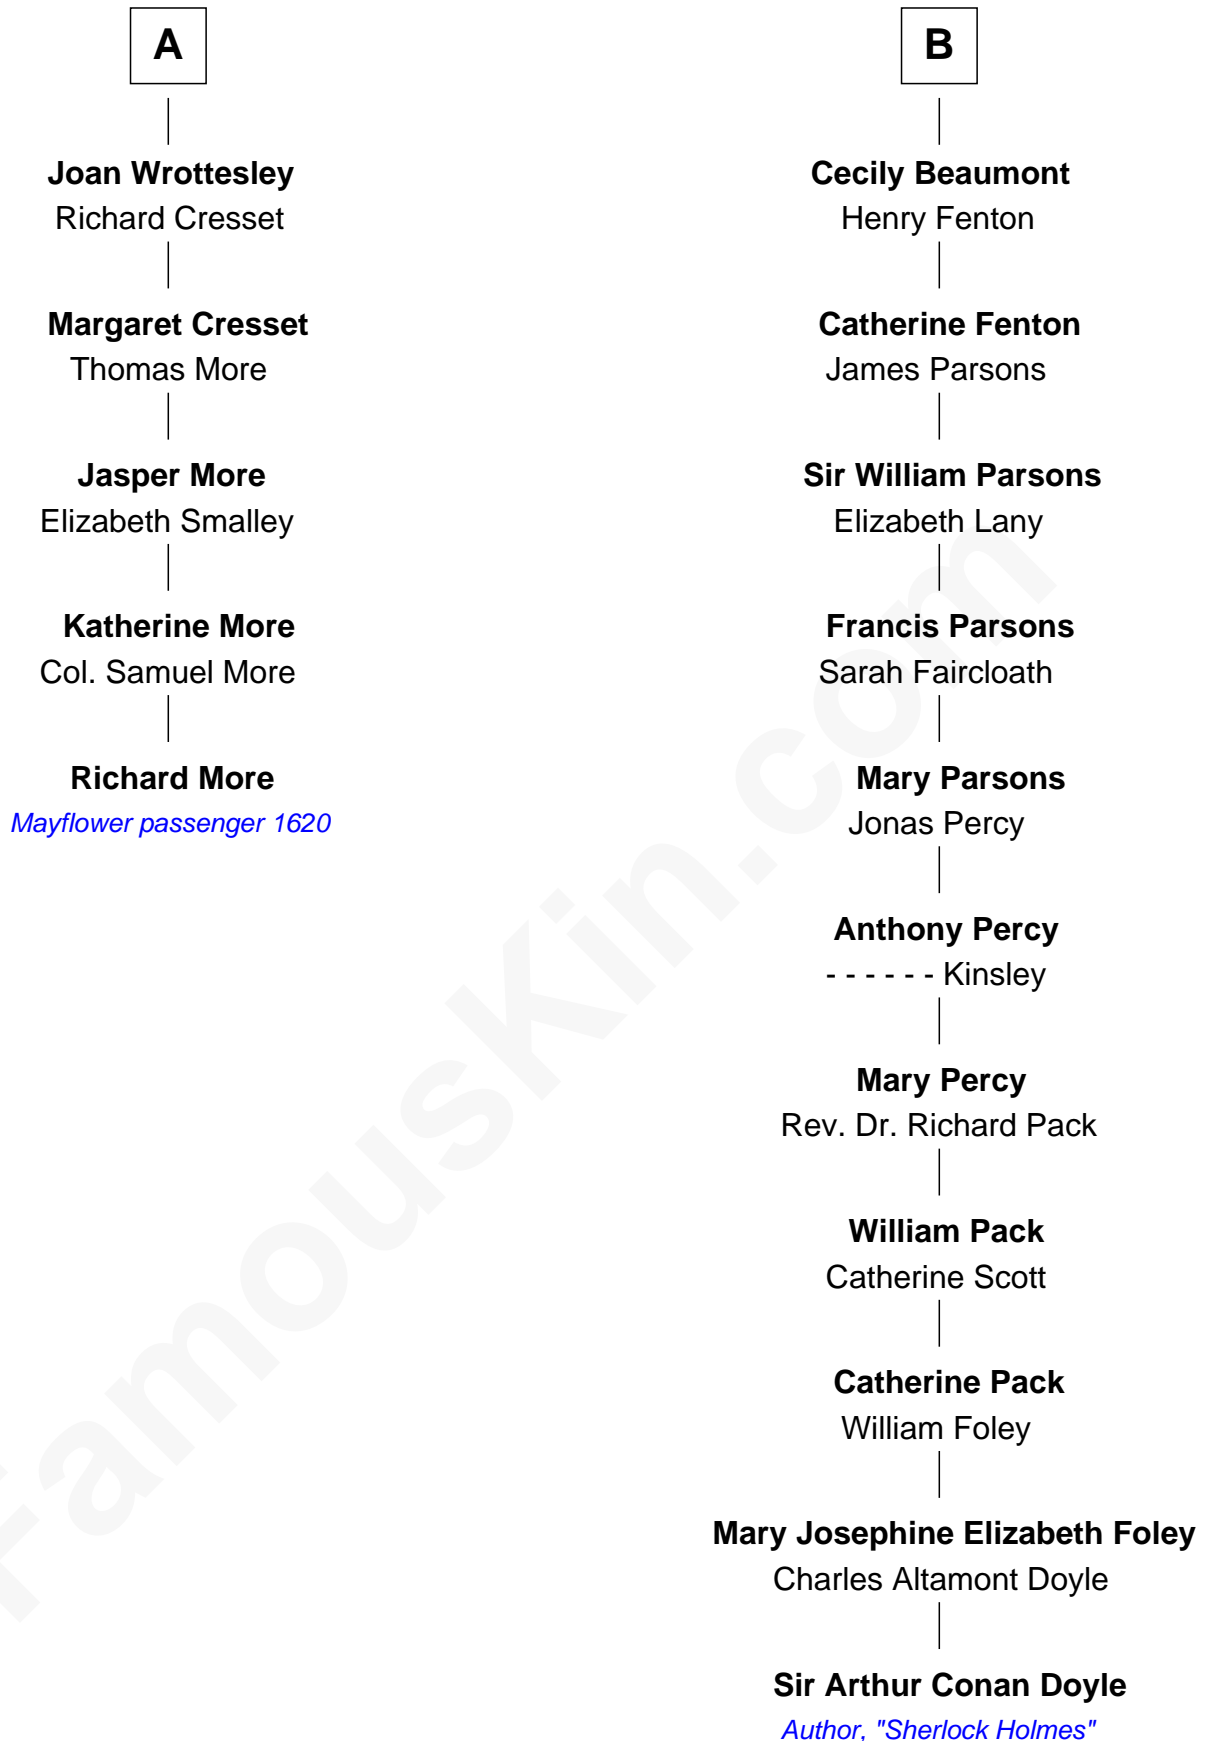 A
Joan Wrottesley
Richard Cresset
Margaret Cresset
Thomas More
Jasper More
Elizabeth Smalley
Katherine More
Col. Samuel More
Richard More
Mayflower passenger 1620
B
Cecily Beaumont
Henry Fenton
Catherine Fenton
James Parsons
Sir William Parsons
Elizabeth Lany
Francis Parsons
Sarah Faircloath
Mary Parsons
Jonas Percy
Anthony Percy
- - - - - - Kinsley
Mary Percy
Rev. Dr. Richard Pack
William Pack
Catherine Scott
Catherine Pack
William Foley
Mary Josephine Elizabeth Foley
Charles Altamont Doyle
Sir Arthur Conan Doyle
Author, "Sherlock Holmes"
FamousKin.com